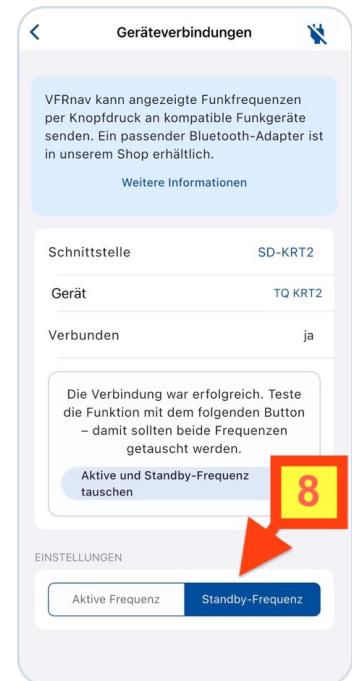 Geräteverbindungen
VFRnav kann angezeigte Funkfrequenzen
per Knopfdruck an kompatible Funkgeräte
senden. Ein passender Bluetooth-Adapter ist
in unserem Shop erhältlich.
Weitere Informationen
Schnittstelle SD-KRT2
Gerät TQ KRT2
Verbunden ja
Die Verbindung war erfolgreich. Teste
die Funktion mit dem folgenden Button
– damit sollten beide Frequenzen
getauscht werden.
Aktive und Standby-Frequenz
tauschen
8
EINSTELLUNGEN
Aktive Frequenz Standby-Frequenz